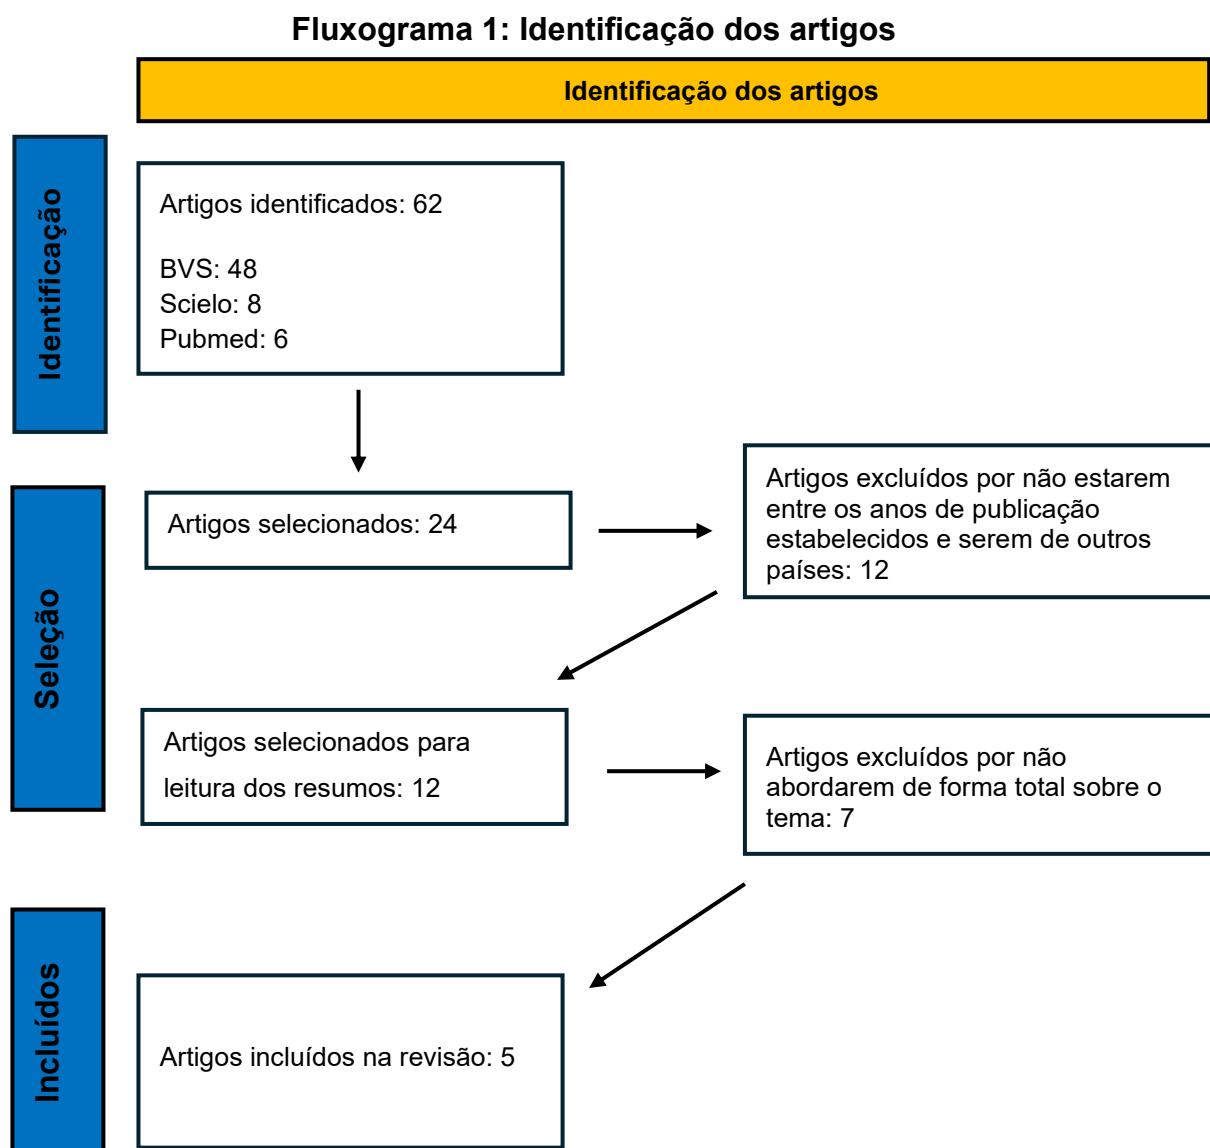 Fluxograma 1: Identificação dos artigos
Identificação dos artigos
Identificação
Artigos identificados: 62
BVS: 48
Scielo: 8
Pubmed: 6
Seleção
Artigos selecionados: 24
Artigos excluídos por não estarem
entre os anos de publicação
estabelecidos e serem de outros
países: 12
Artigos selecionados para
leitura dos resumos: 12
Artigos excluídos por não
abordarem de forma total sobre o
tema: 7
Incluídos
Artigos incluídos na revisão: 5